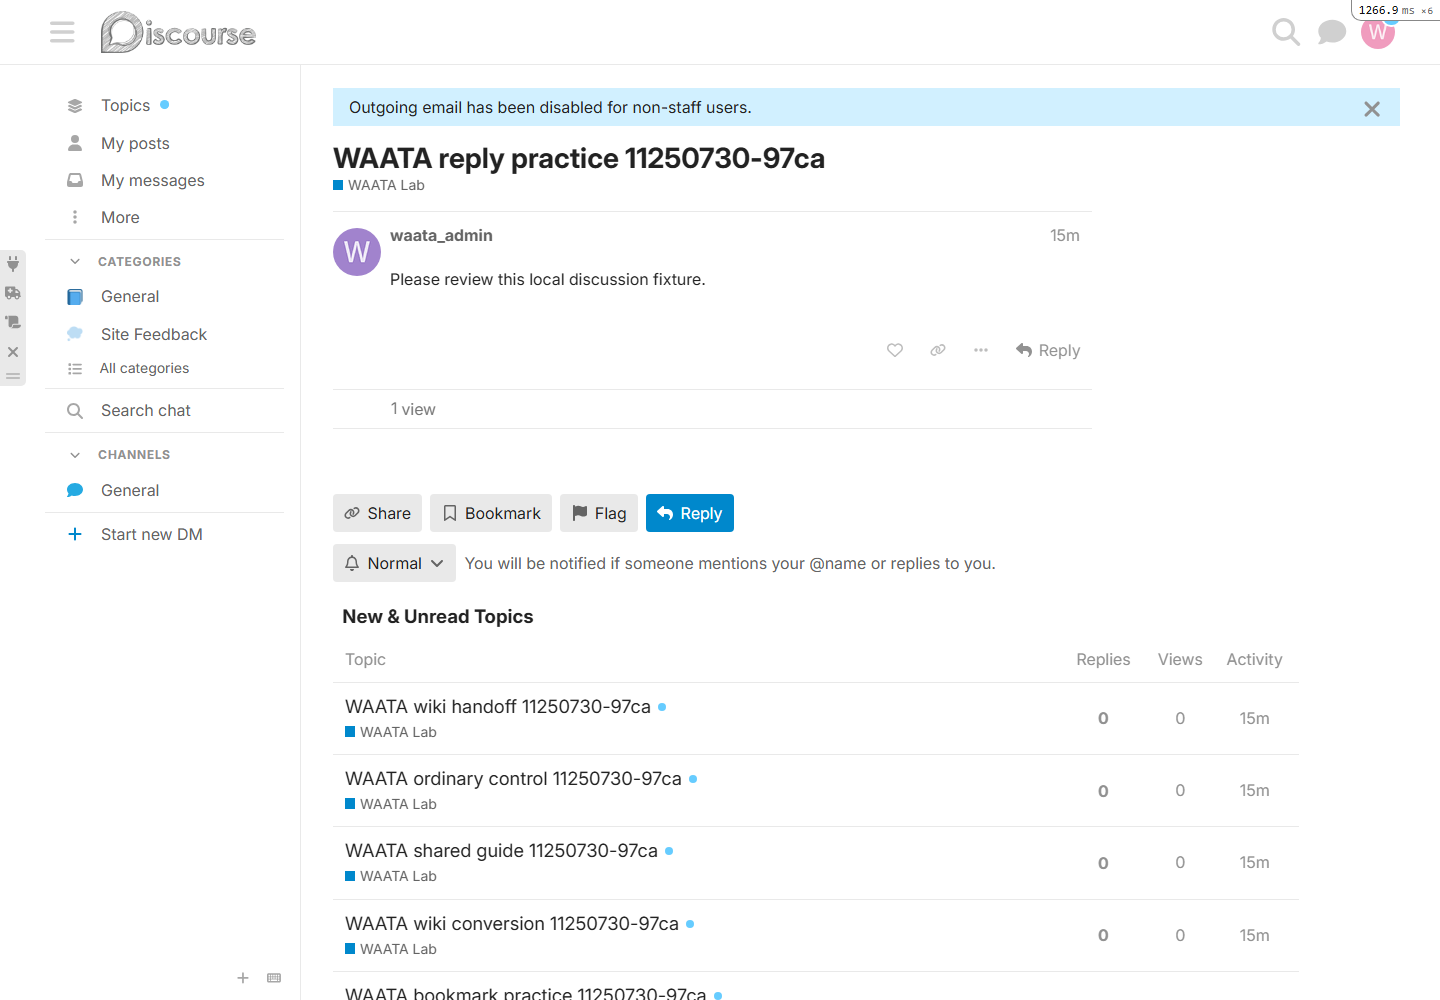 Discourse
1266.9 ms ×6
W
Topics
My posts
My messages
More
CATEGORIES
General
Site Feedback
All categories
Search chat
CHANNELS
General
Start new DM
Outgoing email has been disabled for non-staff users.
WAATA reply practice 11250730-97ca
WAATA Lab
W
waata_admin 15m
Please review this local discussion fixture.
Reply
1 view
Share Bookmark Flag Reply
Normal You will be notified if someone mentions your @name or replies to you.
New & Unread Topics
Topic Replies Views Activity
WAATA wiki handoff 11250730-97ca
WAATA Lab
0 0 15m
WAATA ordinary control 11250730-97ca
WAATA Lab
0 0 15m
WAATA shared guide 11250730-97ca
WAATA Lab
0 0 15m
WAATA wiki conversion 11250730-97ca
WAATA Lab
0 0 15m
WAATA bookmark practice 11250730-97ca